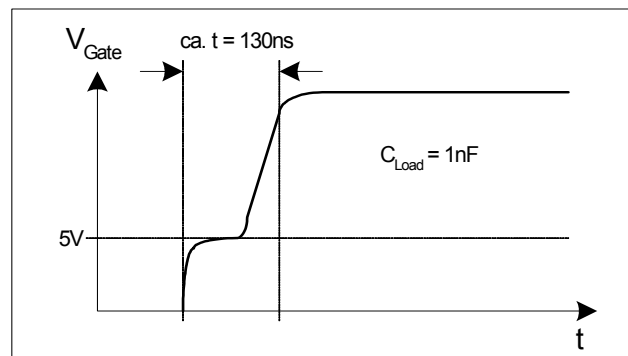 V_Gate
ca. t = 130ns
C_Load = 1nF
5V
t